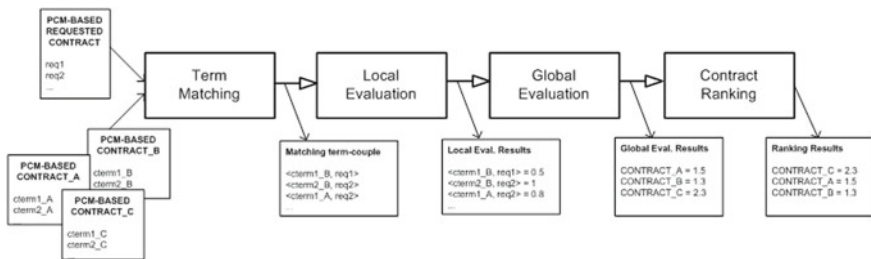 PCM-BASED
REQUESTED
CONTRACT
req1
req2
...
Term
Matching
Local
Evaluation
Global
Evaluation
Contract
Ranking
PCM-BASED
CONTRACT_B
cterm1_B
cterm2_B
PCM-BASED
CONTRACT_A
cterm1_A
cterm2_A
PCM-BASED
CONTRACT_C
cterm1_C
cterm2_C
...
Matching term-couple
<cterm1_B, req1>
<cterm2_B, req2>
<cterm1_A, req2>
...
Local Eval. Results
<cterm1_B, req1> = 0.5
<cterm2_B, req2> = 1
<cterm1_A, req2> = 0.8
...
Global Eval. Results
CONTRACT_A = 1.5
CONTRACT_B = 1.3
CONTRACT_C = 2.3
Ranking Results
CONTRACT_C = 2.3
CONTRACT_A = 1.5
CONTRACT_B = 1.3